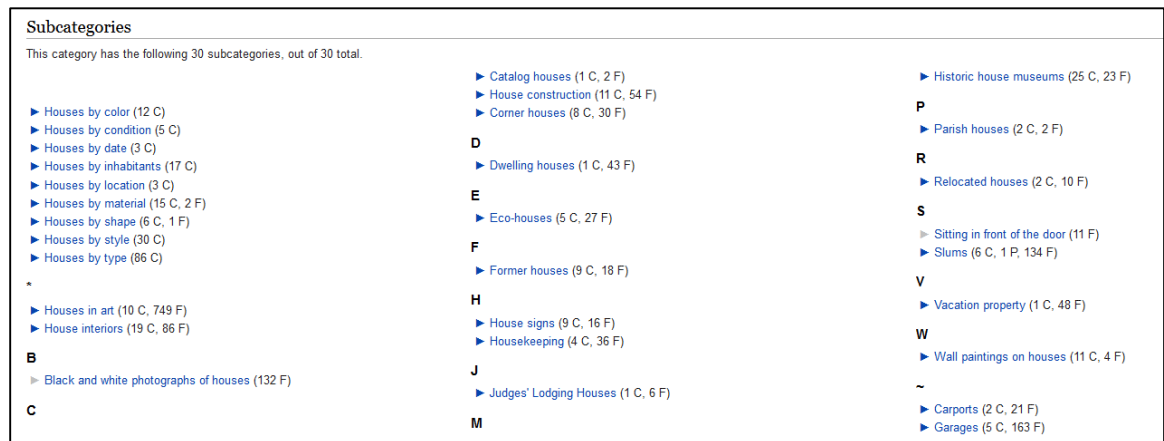 Subcategories
This category has the following 30 subcategories, out of 30 total.
► Houses by color (12 C)
► Houses by condition (5 C)
► Houses by date (3 C)
► Houses by inhabitants (17 C)
► Houses by location (3 C)
► Houses by material (15 C, 2 F)
► Houses by shape (6 C, 1 F)
► Houses by style (30 C)
► Houses by type (86 C)
*
► Houses in art (10 C, 749 F)
► House interiors (19 C, 86 F)
B
► Black and white photographs of houses (132 F)
C
► Catalog houses (1 C, 2 F)
► House construction (11 C, 54 F)
► Corner houses (8 C, 30 F)
D
► Dwelling houses (1 C, 43 F)
E
► Eco-houses (5 C, 27 F)
F
► Former houses (9 C, 18 F)
H
► House signs (9 C, 16 F)
► Housekeeping (4 C, 36 F)
J
► Judges' Lodging Houses (1 C, 6 F)
M
► Historic house museums (25 C, 23 F)
P
► Parish houses (2 C, 2 F)
R
► Relocated houses (2 C, 10 F)
S
► Sitting in front of the door (11 F)
► Slums (6 C, 1 P, 134 F)
V
► Vacation property (1 C, 48 F)
W
► Wall paintings on houses (11 C, 4 F)
~
► Carports (2 C, 21 F)
► Garages (5 C, 163 F)